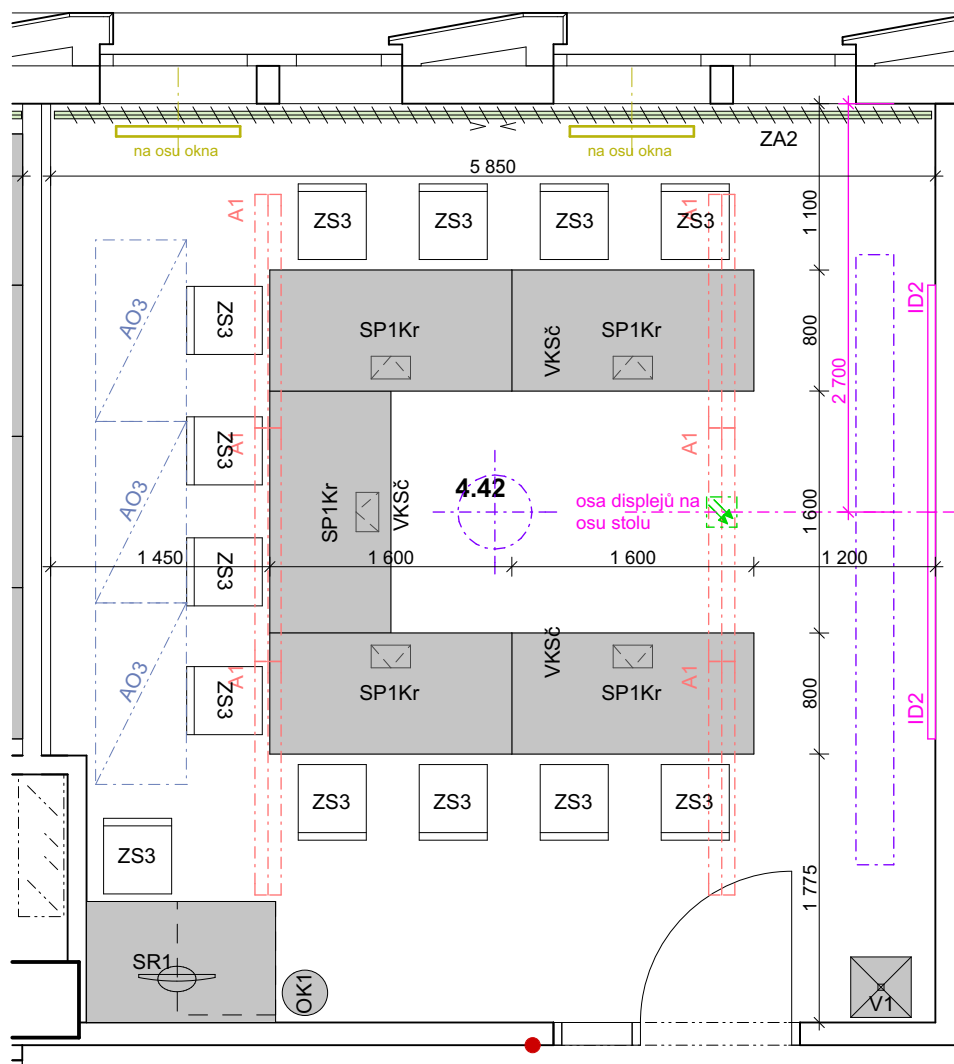 na osu okna
na osu okna
ZA2
5 850
A1
ZS3
ZS3
ZS3
ZS3
A1
1 100
AO3
ZS3
SP1Kr
VKSč
SP1Kr
800
ID2
2 700
ZS3
A1
A1
AO3
SP1Kr
VKSč
4.42
osa displejů na
osu stolu
1 600
1 450
1 600
1 600
1 200
ZS3
AO3
ZS3
A1
SP1Kr
VKSč
SP1Kr
A1
800
ID2
ZS3
ZS3
ZS3
ZS3
ZS3
1 775
SR1
OK1
V1